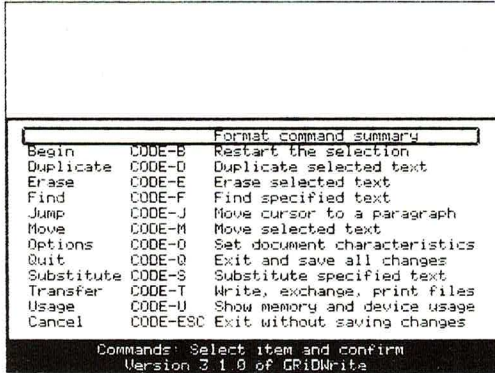 Format command summary
Begin CODE-B Restart the selection
Duplicate CODE-D Duplicate selected text
Erase CODE-E Erase selected text
Find CODE-F Find specified text
Jump CODE-J Move cursor to a paragraph
Move CODE-M Move selected text
Options CODE-O Set document characteristics
Quit CODE-Q Exit and save all changes
Substitute CODE-S Substitute specified text
Transfer CODE-T Write, exchange, print files
Usage CODE-U Show memory and device usage
Cancel CODE-ESC Exit without saving changes
Commands: Select item and confirm
Version 3.1.0 of GRiDWrite